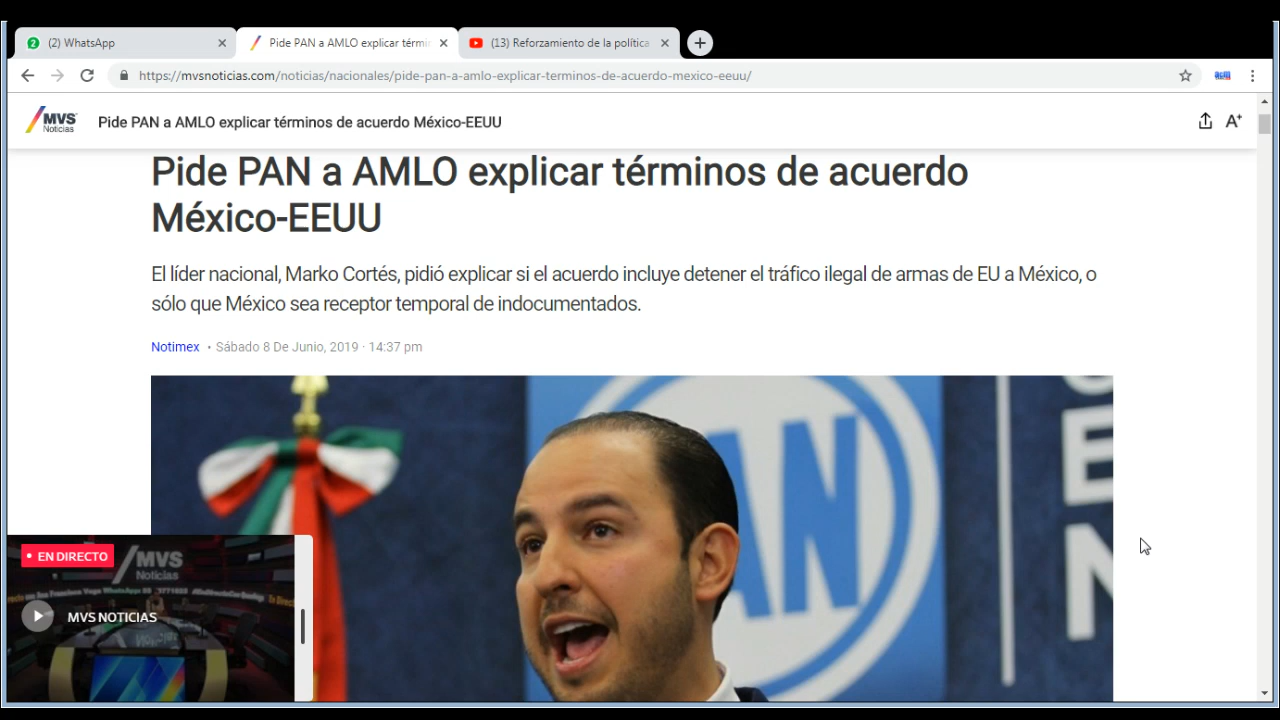 (2) WhatsApp
Pide PAN a AMLO explicar térmi
(13) Reforzamiento de la política
https://mvsnoticias.com/noticias/nacionales/pide-pan-a-amlo-explicar-terminos-de-acuerdo-mexico-eeuu/
MVS
Noticias
Pide PAN a AMLO explicar términos de acuerdo México-EEUU
A+
Pide PAN a AMLO explicar términos de acuerdo
México-EEUU
El líder nacional, Marko Cortés, pidió explicar si el acuerdo incluye detener el tráfico ilegal de armas de EU a México, o
sólo que México sea receptor temporal de indocumentados.
Notimex • Sábado 8 De Junio, 2019 · 14:37 pm
AN
E
N
• EN DIRECTO
MVS
Noticias
MVS NOTICIAS